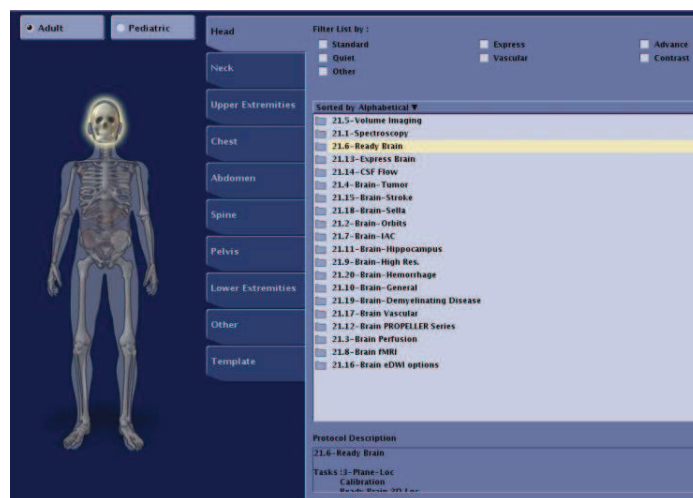 Adult
Pediatric
Head
Neck
Upper Extremities
Chest
Abdomen
Spine
Pelvis
Lower Extremities
Other
Template
Filter List by :
Standard Express Advance
Quiet Vascular Contrast
Other
Sorted by Alphabetical ▼
21.5-Volume Imaging
21.1-Spectroscopy
21.6-Ready Brain
21.13-Express Brain
21.14-CSF Flow
21.4-Brain-Tumor
21.15-Brain-Stroke
21.18-Brain-Sella
21.2-Brain-Orbits
21.7-Brain-IAC
21.11-Brain-Hippocampus
21.9-Brain-High Res.
21.20-Brain-Hemorrhage
21.10-Brain-General
21.19-Brain-Demyelinating Disease
21.17-Brain Vascular
21.12-Brain PROPELLER Series
21.3-Brain Perfusion
21.8-Brain fMRI
21.16-Brain eDWI options
Protocol Description
21.6-Ready Brain
Tasks :3-Plane-Loc
Calibration
Ready Brain 3D Loc